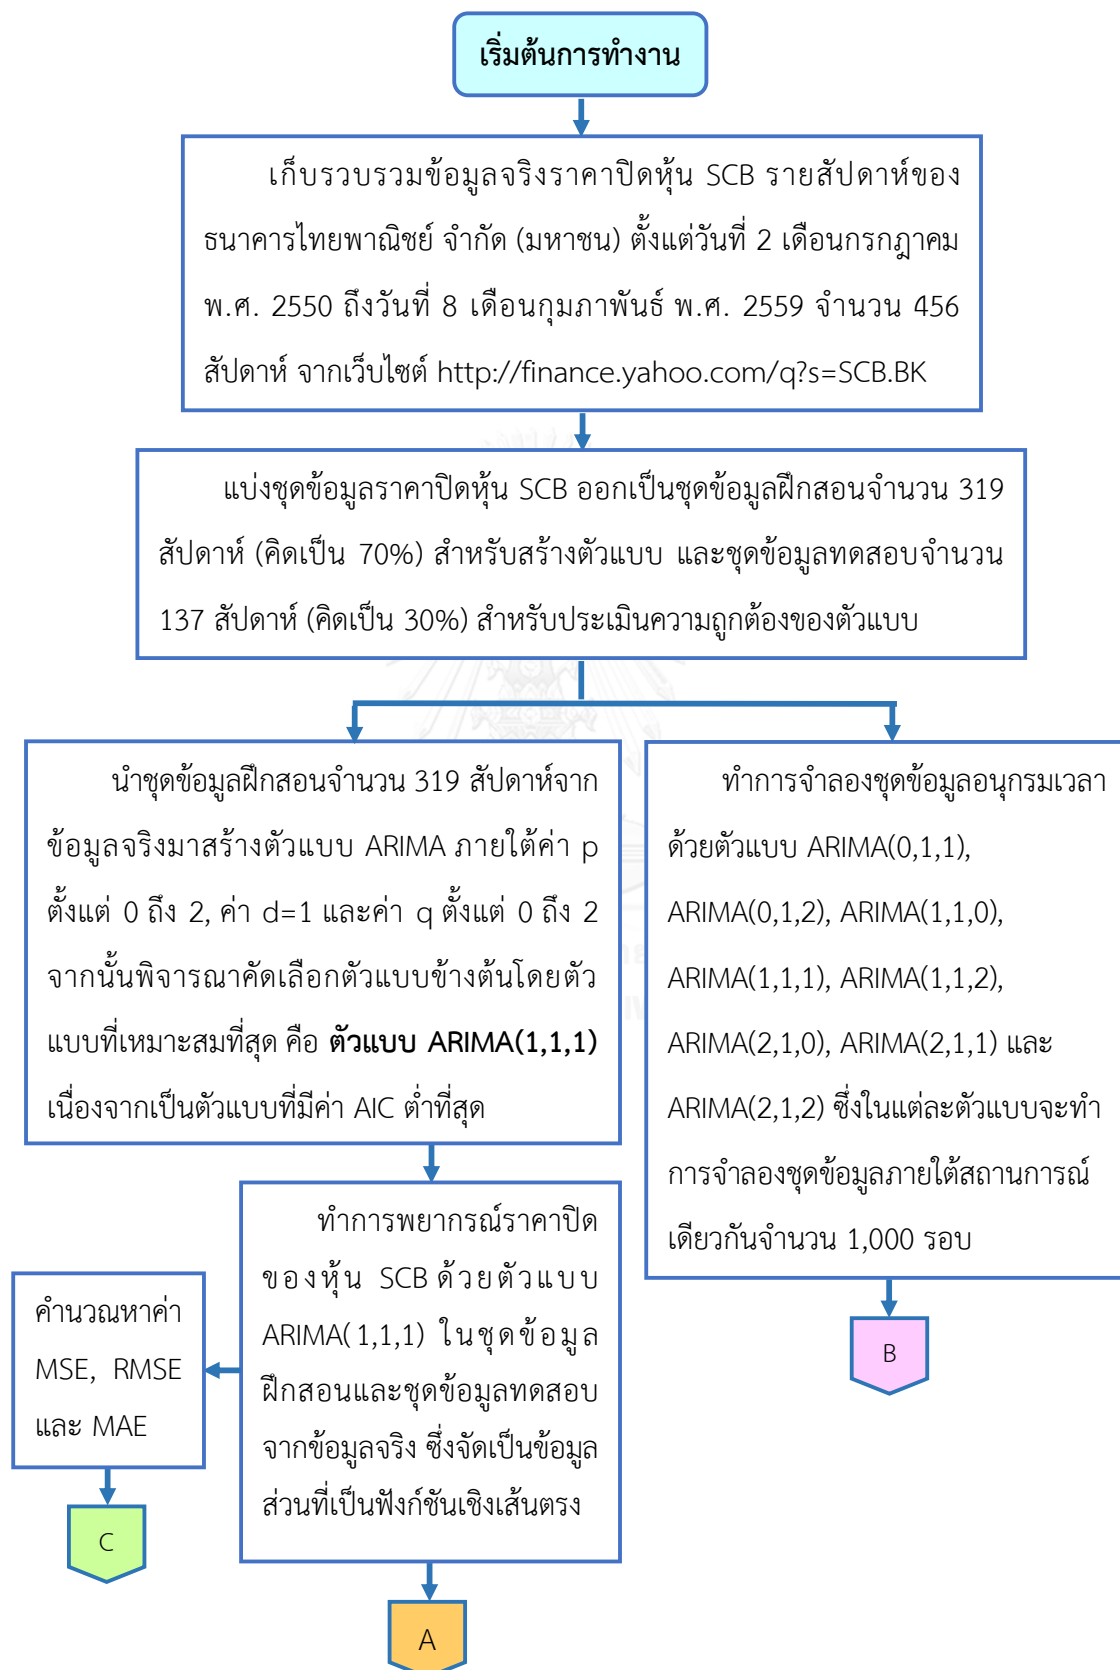 เริ่มต้นการทำงาน
เก็บรวบรวมข้อมูลจริงราคาปิดหุ้น SCB รายสัปดาห์ของ
ธนาคารไทยพาณิชย์ จำกัด (มหาชน) ตั้งแต่วันที่ 2 เดือนกรกฎาคม
พ.ศ. 2550 ถึงวันที่ 8 เดือนกุมภาพันธ์ พ.ศ. 2559 จำนวน 456
สัปดาห์ จากเว็บไซต์ http://finance.yahoo.com/q?s=SCB.BK
แบ่งชุดข้อมูลราคาปิดหุ้น SCB ออกเป็นชุดข้อมูลฝึกสอนจำนวน 319
สัปดาห์ (คิดเป็น 70%) สำหรับสร้างตัวแบบ และชุดข้อมูลทดสอบจำนวน
137 สัปดาห์ (คิดเป็น 30%) สำหรับประเมินความถูกต้องของตัวแบบ
นำชุดข้อมูลฝึกสอนจำนวน 319 สัปดาห์จาก
ข้อมูลจริงมาสร้างตัวแบบ ARIMA ภายใต้ค่า p
ตั้งแต่ 0 ถึง 2, ค่า d=1 และค่า q ตั้งแต่ 0 ถึง 2
จากนั้นพิจารณาคัดเลือกตัวแบบข้างต้นโดยตัว
แบบที่เหมาะสมที่สุด คือ ตัวแบบ ARIMA(1,1,1)
เนื่องจากเป็นตัวแบบที่มีค่า AIC ต่ำที่สุด
ทำการจำลองชุดข้อมูลอนุกรมเวลา
ด้วยตัวแบบ ARIMA(0,1,1),
ARIMA(0,1,2), ARIMA(1,1,0),
ARIMA(1,1,1), ARIMA(1,1,2),
ARIMA(2,1,0), ARIMA(2,1,1) และ
ARIMA(2,1,2) ซึ่งในแต่ละตัวแบบจะทำ
การจำลองชุดข้อมูลภายใต้สถานการณ์
เดียวกันจำนวน 1,000 รอบ
ทำการพยากรณ์ราคาปิด
ของหุ้น SCB ด้วยตัวแบบ
ARIMA(1,1,1) ในชุดข้อมูล
ฝึกสอนและชุดข้อมูลทดสอบ
จากข้อมูลจริง ซึ่งจัดเป็นข้อมูล
ส่วนที่เป็นฟังก์ชันเชิงเส้นตรง
คำนวณหาค่า
MSE, RMSE
และ MAE
B
C
A